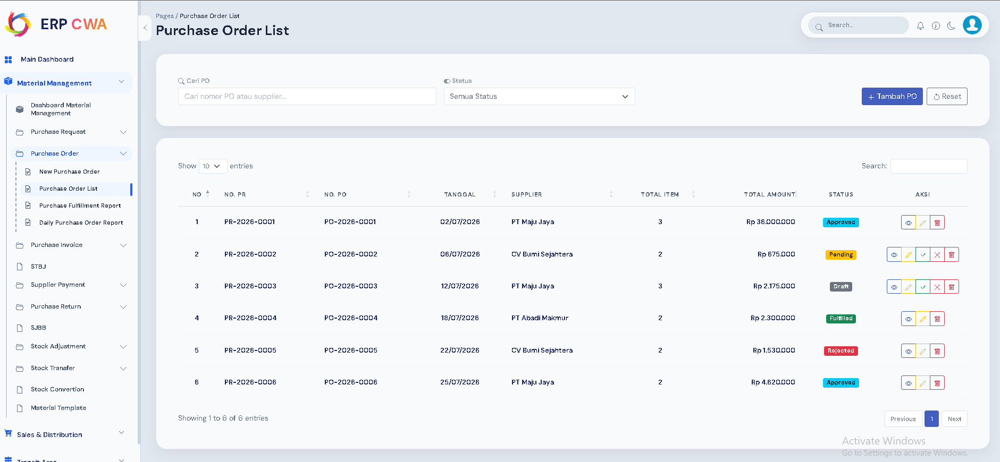 ERP CWA
Main Dashboard
Material Management
Dashboard Material
Management
Purchase Request
Purchase Order
New Purchase Order
Purchase Order List
Purchase Fulfillment Report
Daily Purchase Order Report
Purchase Invoice
STBJ
Supplier Payment
Purchase Return
SJBB
Stock Adjustment
Stock Transfer
Stock Convertion
Material Template
Sales & Distribution
Transit Area
Pages / Purchase Order List
Purchase Order List
Search...
Cari PO
Status
Cari nomor PO atau supplier...
Semua Status
+ Tambah PO
Reset
Show 10 entries
Search:
NO NO. PR NO. PO TANGGAL SUPPLIER TOTAL ITEM TOTAL AMOUNT STATUS AKSI
1 PR-2026-0001 PO-2026-0001 02/07/2026 PT Maju Jaya 3 Rp 36.000.000 Approved
2 PR-2026-0002 PO-2026-0002 06/07/2026 CV Bumi Sejahtera 2 Rp 675.000 Pending
3 PR-2026-0003 PO-2026-0003 12/07/2026 PT Maju Jaya 3 Rp 2.175.000 Draft
4 PR-2026-0004 PO-2026-0004 18/07/2026 PT Abadi Makmur 2 Rp 2.300.000 Fulfilled
5 PR-2026-0005 PO-2026-0005 22/07/2026 CV Bumi Sejahtera 2 Rp 1.530.000 Rejected
6 PR-2026-0006 PO-2026-0006 25/07/2026 PT Maju Jaya 2 Rp 4.620.000 Approved
Showing 1 to 6 of 6 entries
Previous 1 Next
Activate Windows
Go to Settings to activate Windows.